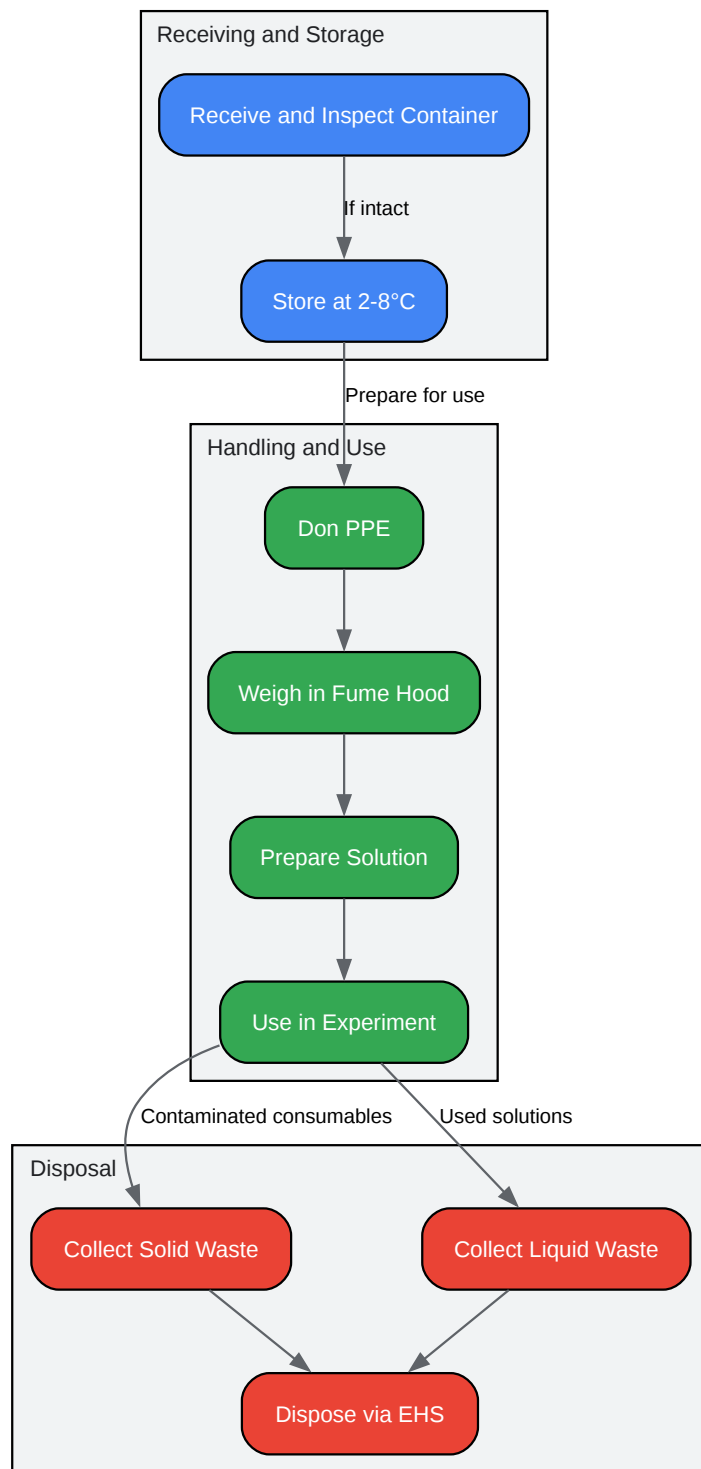 Receiving and Storage
Receive and Inspect Container
If intact
Store at 2-8°C
Prepare for use
Handling and Use
Don PPE
Weigh in Fume Hood
Prepare Solution
Use in Experiment
Contaminated consumables
Used solutions
Disposal
Collect Solid Waste
Collect Liquid Waste
Dispose via EHS